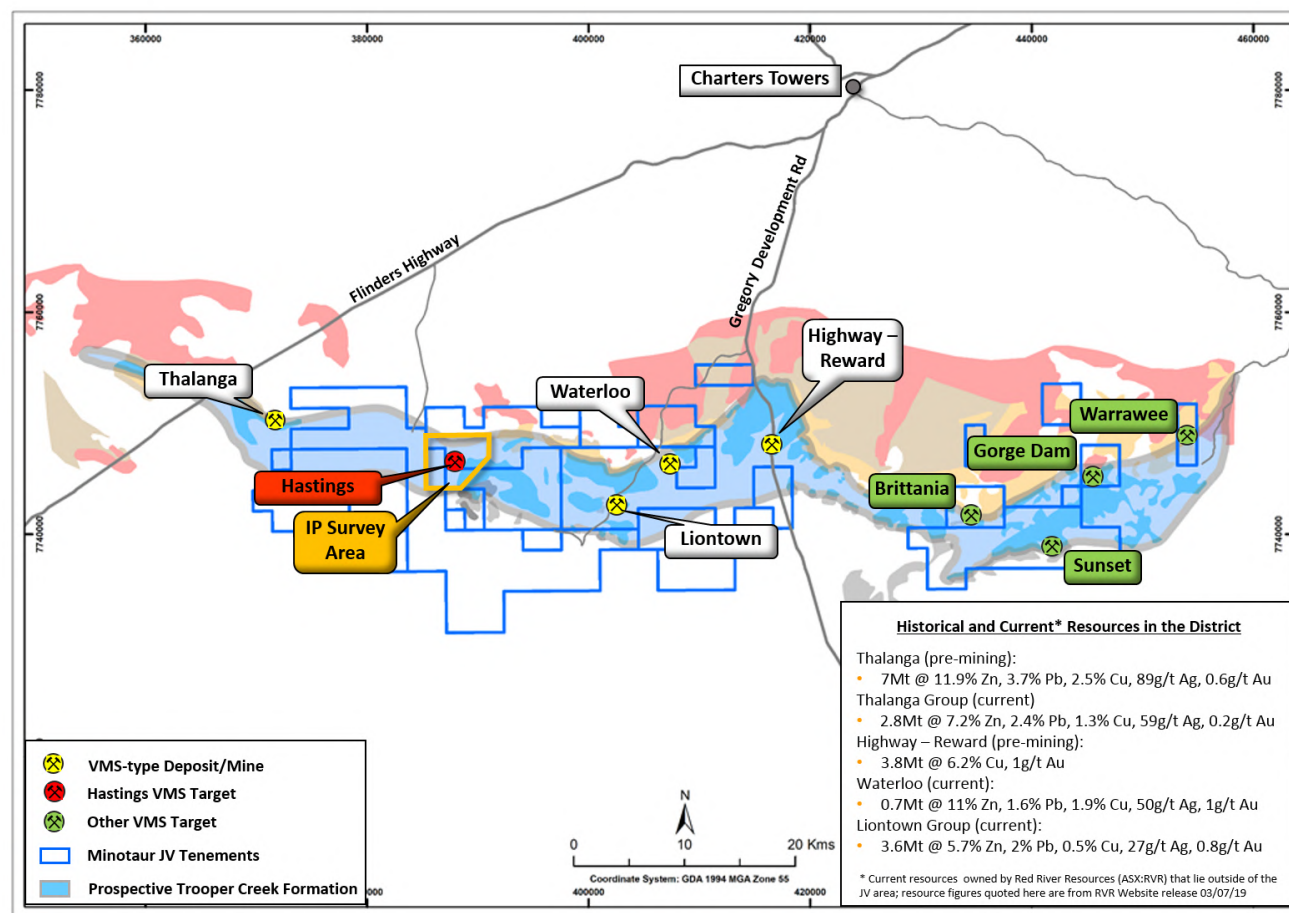 360000
380000
400000
420000
440000
460000
7780000
7780000
Charters Towers
Flinders Highway
Gregory Development Rd
7760000
7760000
Highway –
Reward
Thalanga
Waterloo
Warrawee
Gorge Dam
Hastings
Brittania
IP Survey
Area
Liontown
Sunset
7740000
7740000
Historical and Current* Resources in the District
Thalanga (pre-mining):
• 7Mt @ 11.9% Zn, 3.7% Pb, 2.5% Cu, 89g/t Ag, 0.6g/t Au
Thalanga Group (current)
• 2.8Mt @ 7.2% Zn, 2.4% Pb, 1.3% Cu, 59g/t Ag, 0.2g/t Au
Highway – Reward (pre-mining):
• 3.8Mt @ 6.2% Cu, 1g/t Au
Waterloo (current):
• 0.7Mt @ 11% Zn, 1.6% Pb, 1.9% Cu, 50g/t Ag, 1g/t Au
Liontown Group (current):
• 3.6Mt @ 5.7% Zn, 2% Pb, 0.5% Cu, 27g/t Ag, 0.8g/t Au
* Current resources owned by Red River Resources (ASX:RVR) that lie outside of the
JV area; resource figures quoted here are from RVR Website release 03/07/19
VMS-type Deposit/Mine
Hastings VMS Target
Other VMS Target
Minotaur JV Tenements
Prospective Trooper Creek Formation
N
0 10 20 Kms
Coordinate System: GDA 1994 MGA Zone 55
400000
420000